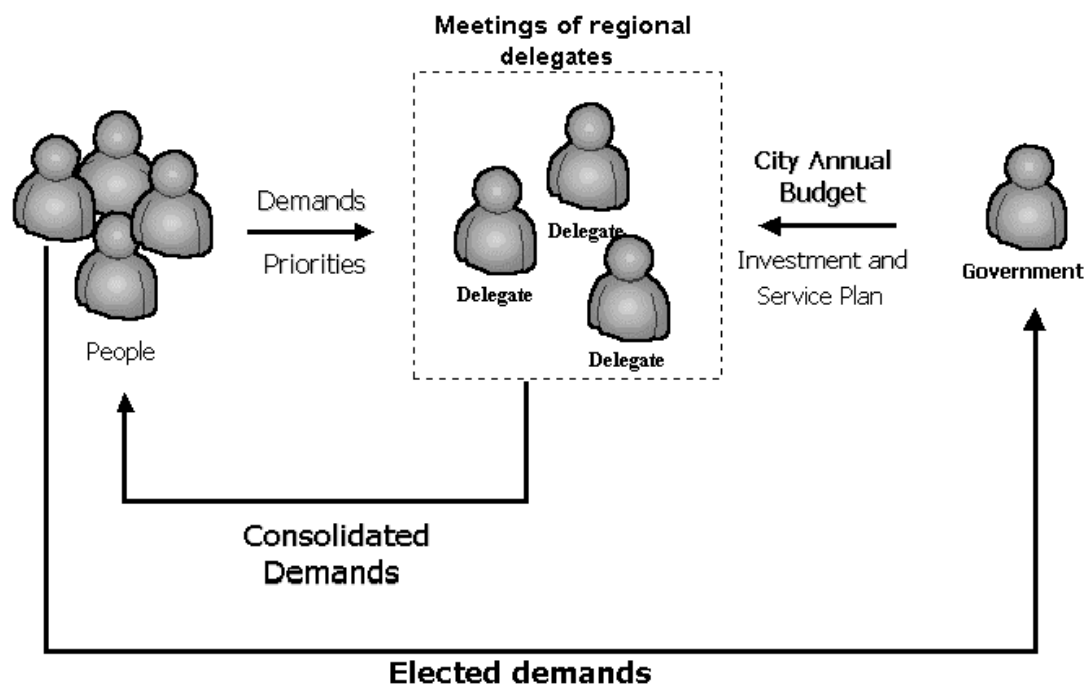 Meetings of regional
delegates
Demands
Priorities
People
Delegate
Delegate
Delegate
City Annual
Budget
Investment and
Service Plan
Government
Consolidated
Demands
Elected demands